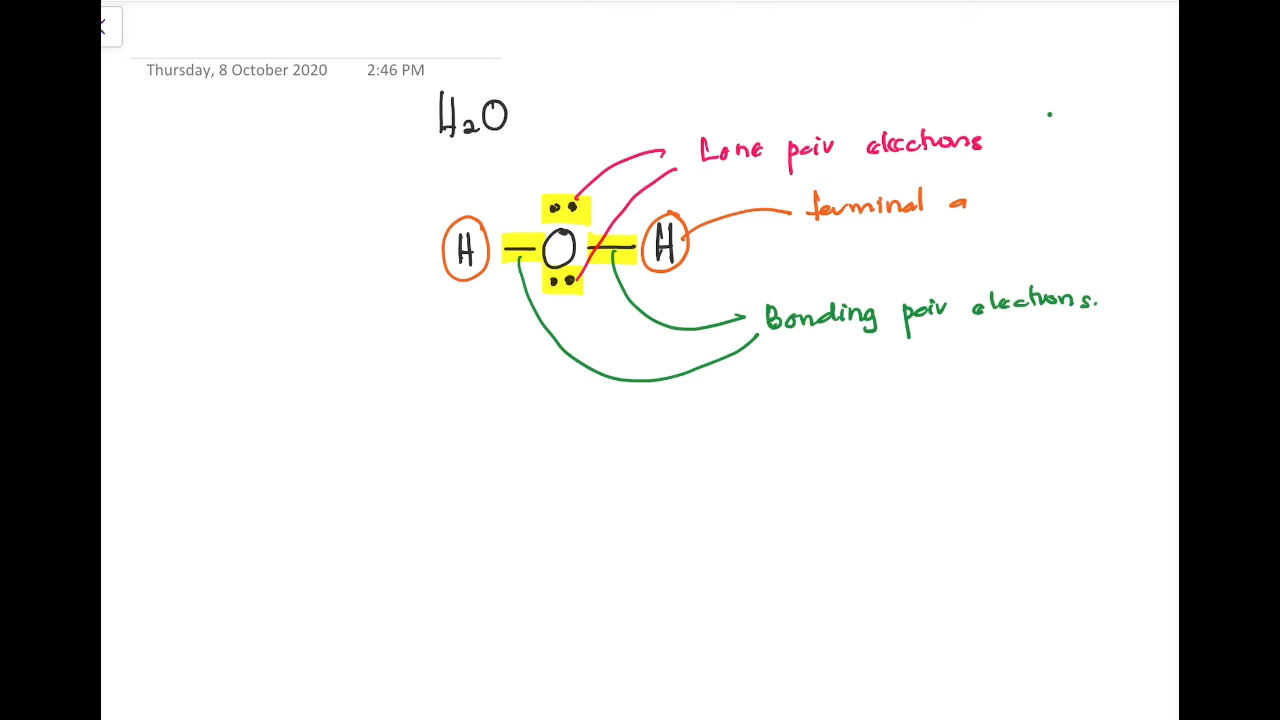 Thursday, 8 October 2020 2:46 PM
H₂O
Lone pair electrons
terminal a
H — O — H
Bonding pair electrons.